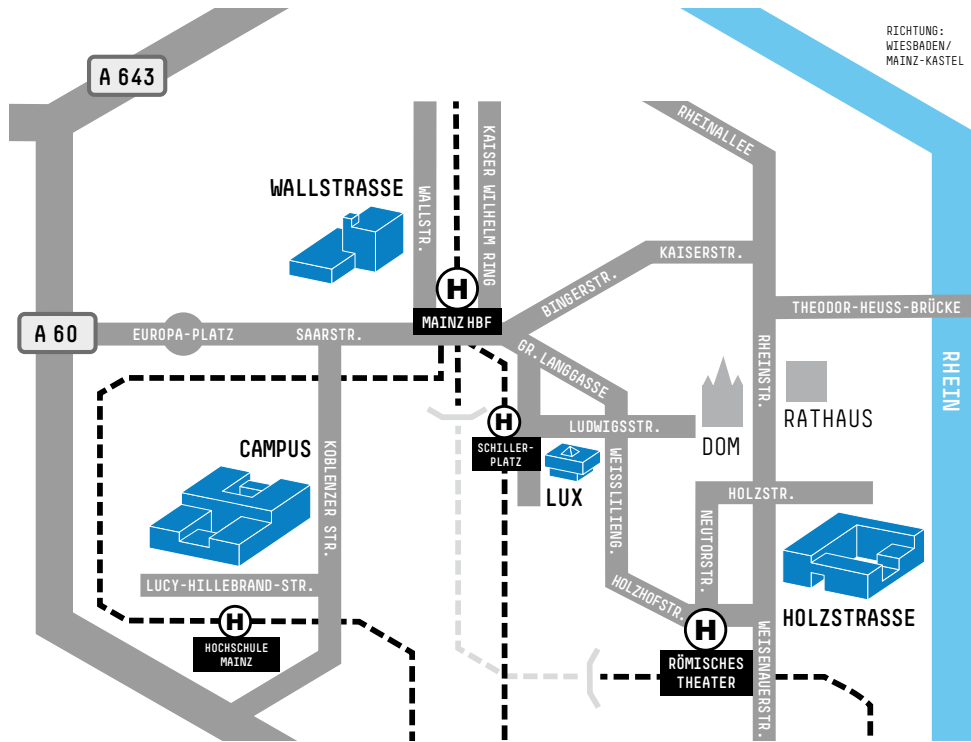 RICHTUNG:
WIESBADEN/
MAINZ-KASTEL
A 643
RHEINALLEE
KAISER WILHELM RING
WALLSTRASSE
WALLSTR.
KAISERSTR.
BINGERSTR.
H
MAINZ HBF
THEODOR-HEUSS-BRÜCKE
A 60
EUROPA-PLATZ
SAARSTR.
GR. LANGGASSE
RHEINSTR.
RHEIN
RATHAUS
DOM
H
SCHILLER-
PLATZ
LUDWIGSSTR.
CAMPUS
KOBLENZER STR.
LUX
WEISSLILIENG.
HOLZSTR.
NEUTORSTR.
LUCY-HILLEBRAND-STR.
HOLZHOFSTR.
HOLZSTRASSE
H
HOCHSCHULE
MAINZ
H
RÖMISCHES
THEATER
WEISENAUERSTR.